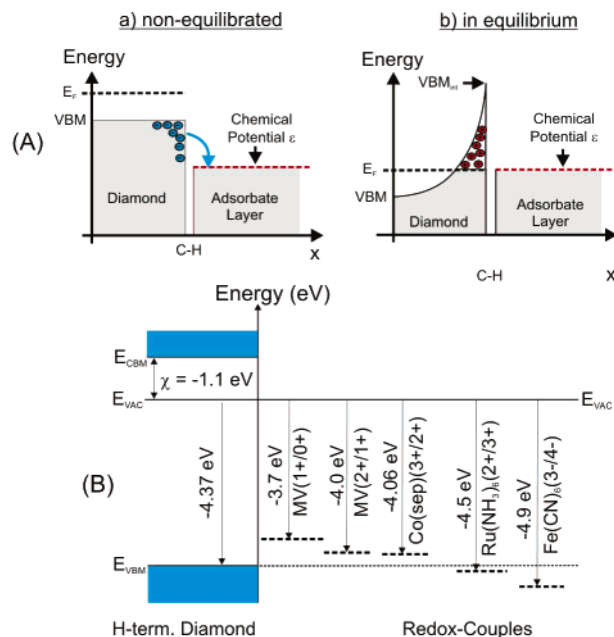 a) non-equilibrated
b) in equilibrium
(A)
Energy
E_F
VBM
Chemical
Potential ε
Diamond
Adsorbate
Layer
C-H
x
Energy
VBM_int
Chemical
Potential ε
E_F
VBM
Diamond
Adsorbate
Layer
C-H
x
(B)
Energy (eV)
E_CBM
χ = -1.1 eV
E_VAC
E_VAC
-4.37 eV
-3.7 eV
MV(1+/0+)
-4.0 eV
MV(2+/1+)
-4.06 eV
Co(sep)(3+/2+)
-4.5 eV
Ru(NH₃)₆(2+/3+)
-4.9 eV
Fe(CN)₆(3-/4-)
E_VBM
H-term. Diamond
Redox-Couples